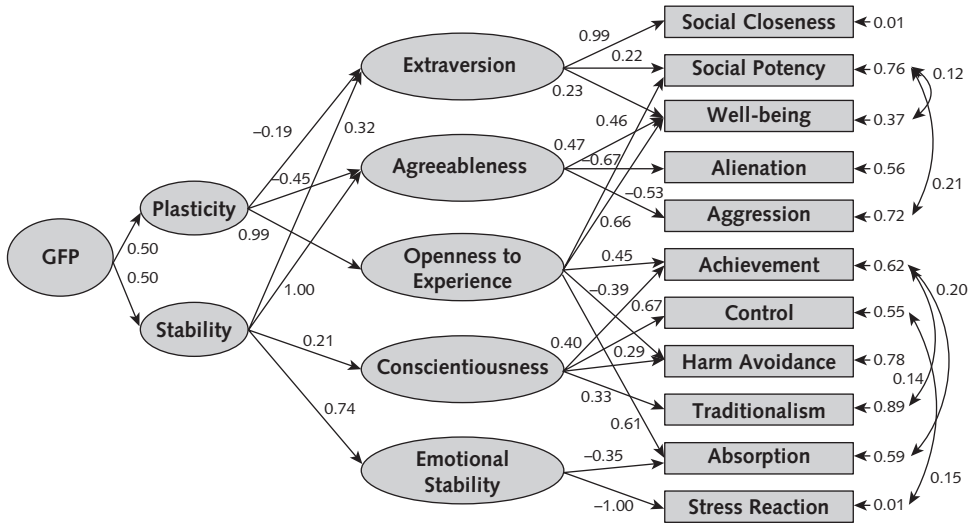 Social Closeness
0.01
0.99
Extraversion
0.22
Social Potency
0.76
0.12
0.23
Well-being
0.37
0.46
−0.19
0.32
0.47
Agreeableness
−0.67
Alienation
0.56
−0.45
0.21
−0.53
Plasticity
Aggression
0.72
0.66
0.99
0.50
GFP
Openness to
Experience
0.45
Achievement
0.62
0.50
1.00
−0.39
0.20
0.67
Control
0.55
Stability
0.21
0.40
0.29
Conscientiousness
Harm Avoidance
0.78
0.14
0.33
Traditionalism
0.89
0.74
0.61
Emotional
Stability
−0.35
Absorption
0.59
0.15
−1.00
Stress Reaction
0.01